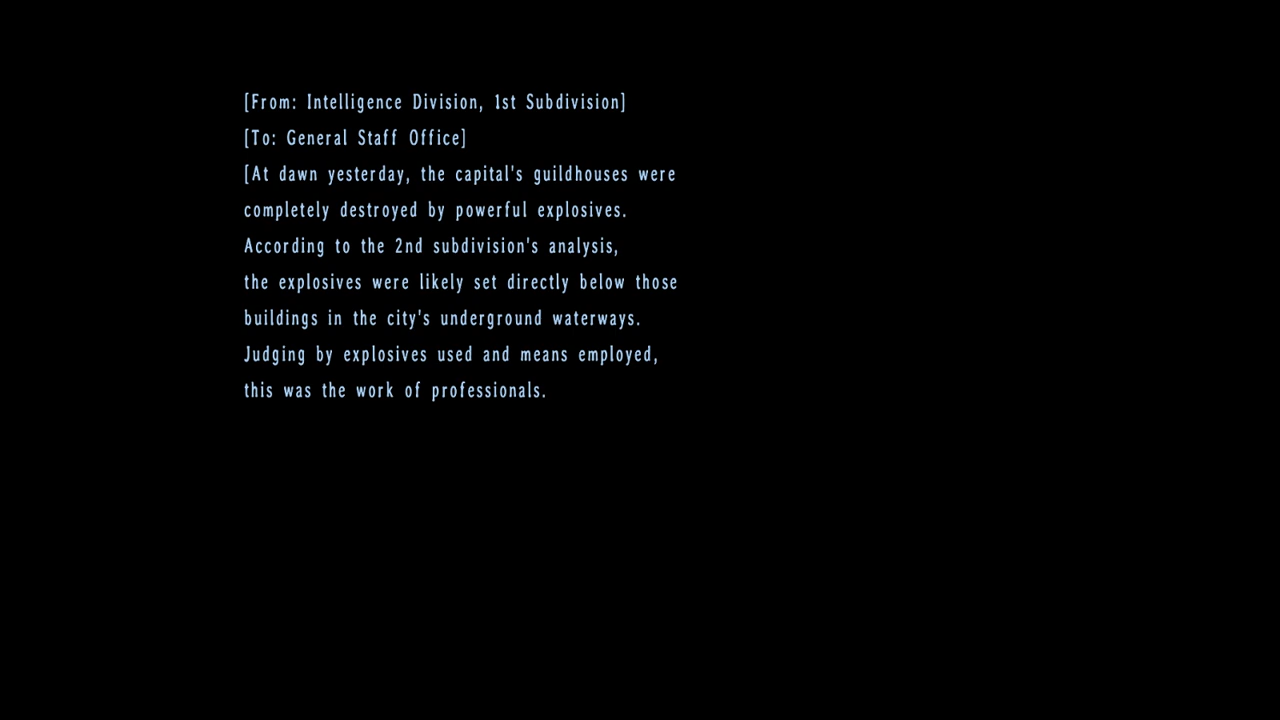 [From: Intelligence Division, 1st Subdivision]
[To: General Staff Office]
[At dawn yesterday, the capital's guildhouses were
completely destroyed by powerful explosives.
According to the 2nd subdivision's analysis,
the explosives were likely set directly below those
buildings in the city's underground waterways.
Judging by explosives used and means employed,
this was the work of professionals.